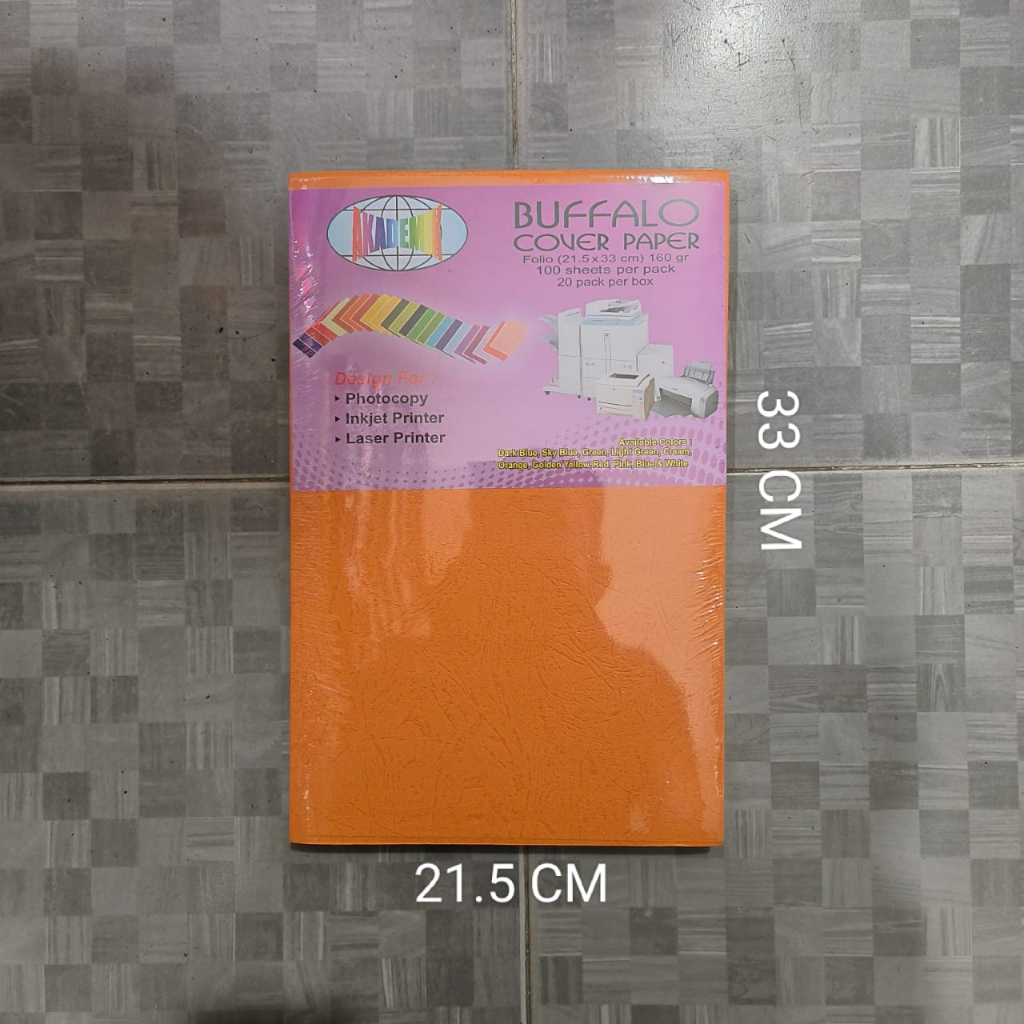 AKADEMIA
BUFFALO
COVER PAPER
Folio (21.5 x 33 cm) 160 gr
100 sheets per pack
20 pack per box
Design For :
‣ Photocopy
‣ Inkjet Printer
‣ Laser Printer
Available Colors :
Dark Blue, Sky Blue, Green, Light Green, Cream,
Orange, Golden Yellow, Red, Pink, Blue & White
33 CM
21.5 CM